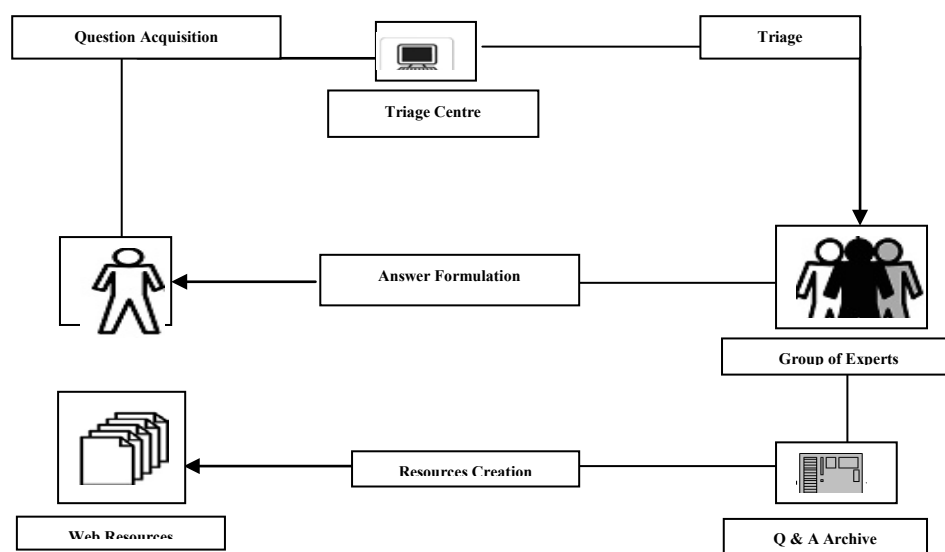 Question Acquisition
Triage
Triage Centre
Answer Formulation
Group of Experts
Resources Creation
Web Resources
Q & A Archive